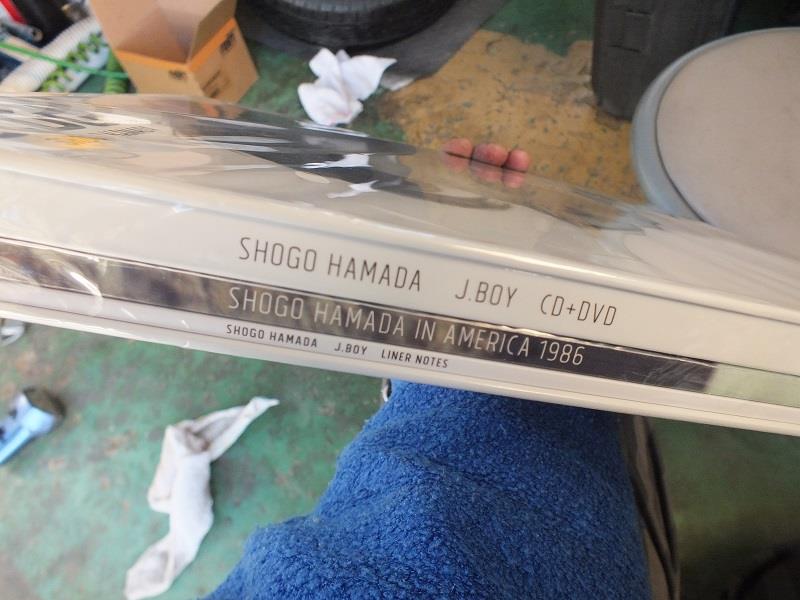 SHOGO HAMADA J.BOY CD+DVD
SHOGO HAMADA IN AMERICA 1986
SHOGO HAMADA J.BOY LINER NOTES